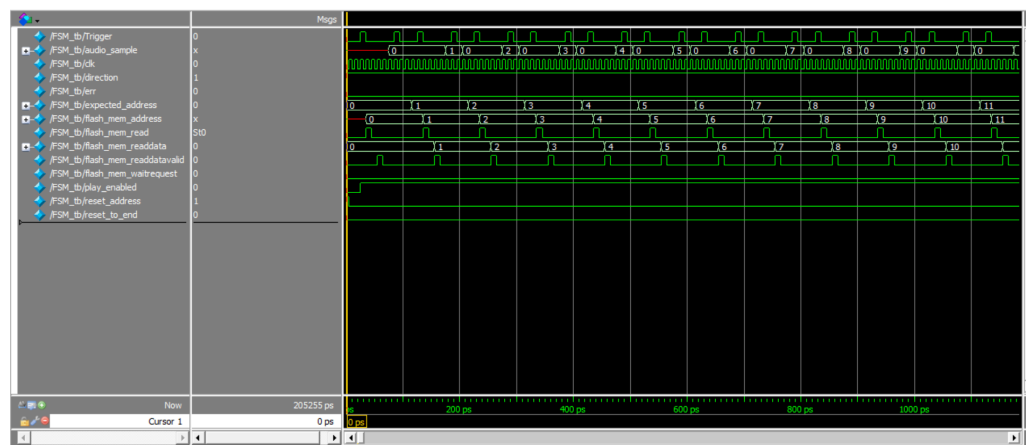 Msgs
/FSM_tb/Trigger 0
/FSM_tb/audio_sample x 0 1 0 2 0 3 0 4 0 5 0 6 0 7 0 8 0 9 0 0
/FSM_tb/clk 0
/FSM_tb/direction 1
/FSM_tb/err 0
/FSM_tb/expected_address 0 0 1 2 3 4 5 6 7 8 9 10 11
/FSM_tb/flash_mem_address x 0 1 2 3 4 5 6 7 8 9 10 11
/FSM_tb/flash_mem_read St0
/FSM_tb/flash_mem_readdata 0 0 1 2 3 4 5 6 7 8 9 10
/FSM_tb/flash_mem_readdatavalid 0
/FSM_tb/flash_mem_waitrequest 0
/FSM_tb/play_enabled 0
/FSM_tb/reset_address 1
/FSM_tb/reset_to_end 0
Now 205255 ps 200 ps 400 ps 600 ps 800 ps 1000 ps
Cursor 1 0 ps 0 ps